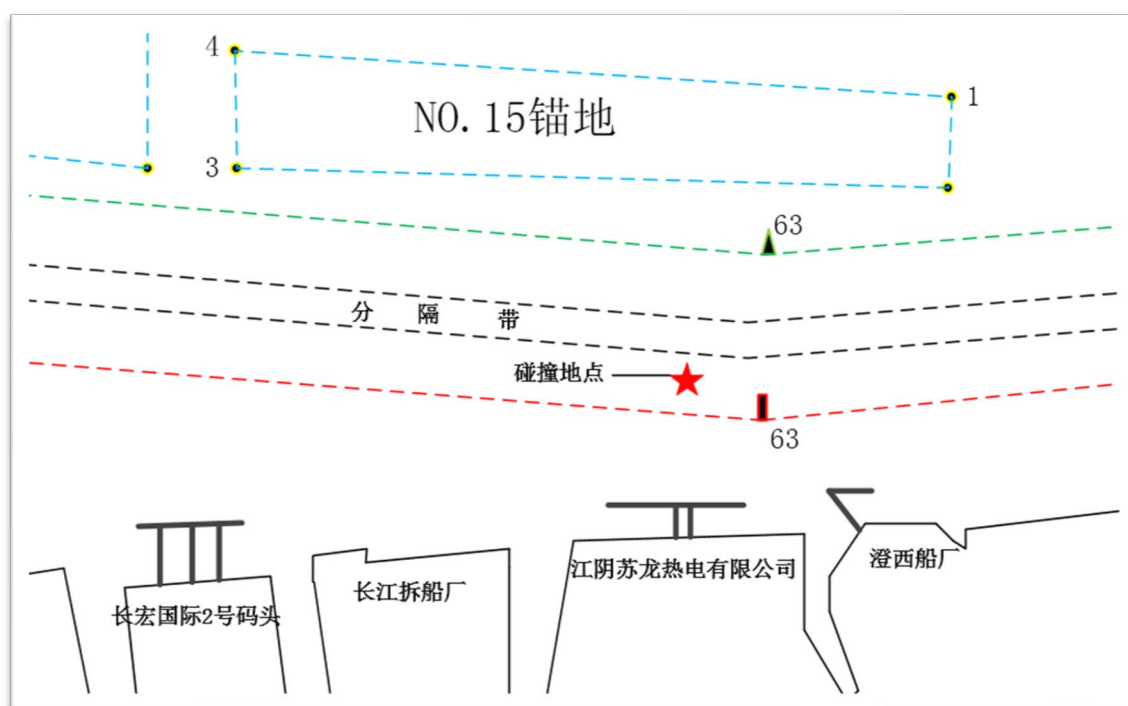 4
1
NO. 15锚地
3
63
分隔带
碰撞地点
63
江阴苏龙热电有限公司
澄西船厂
长江拆船厂
长宏国际2号码头